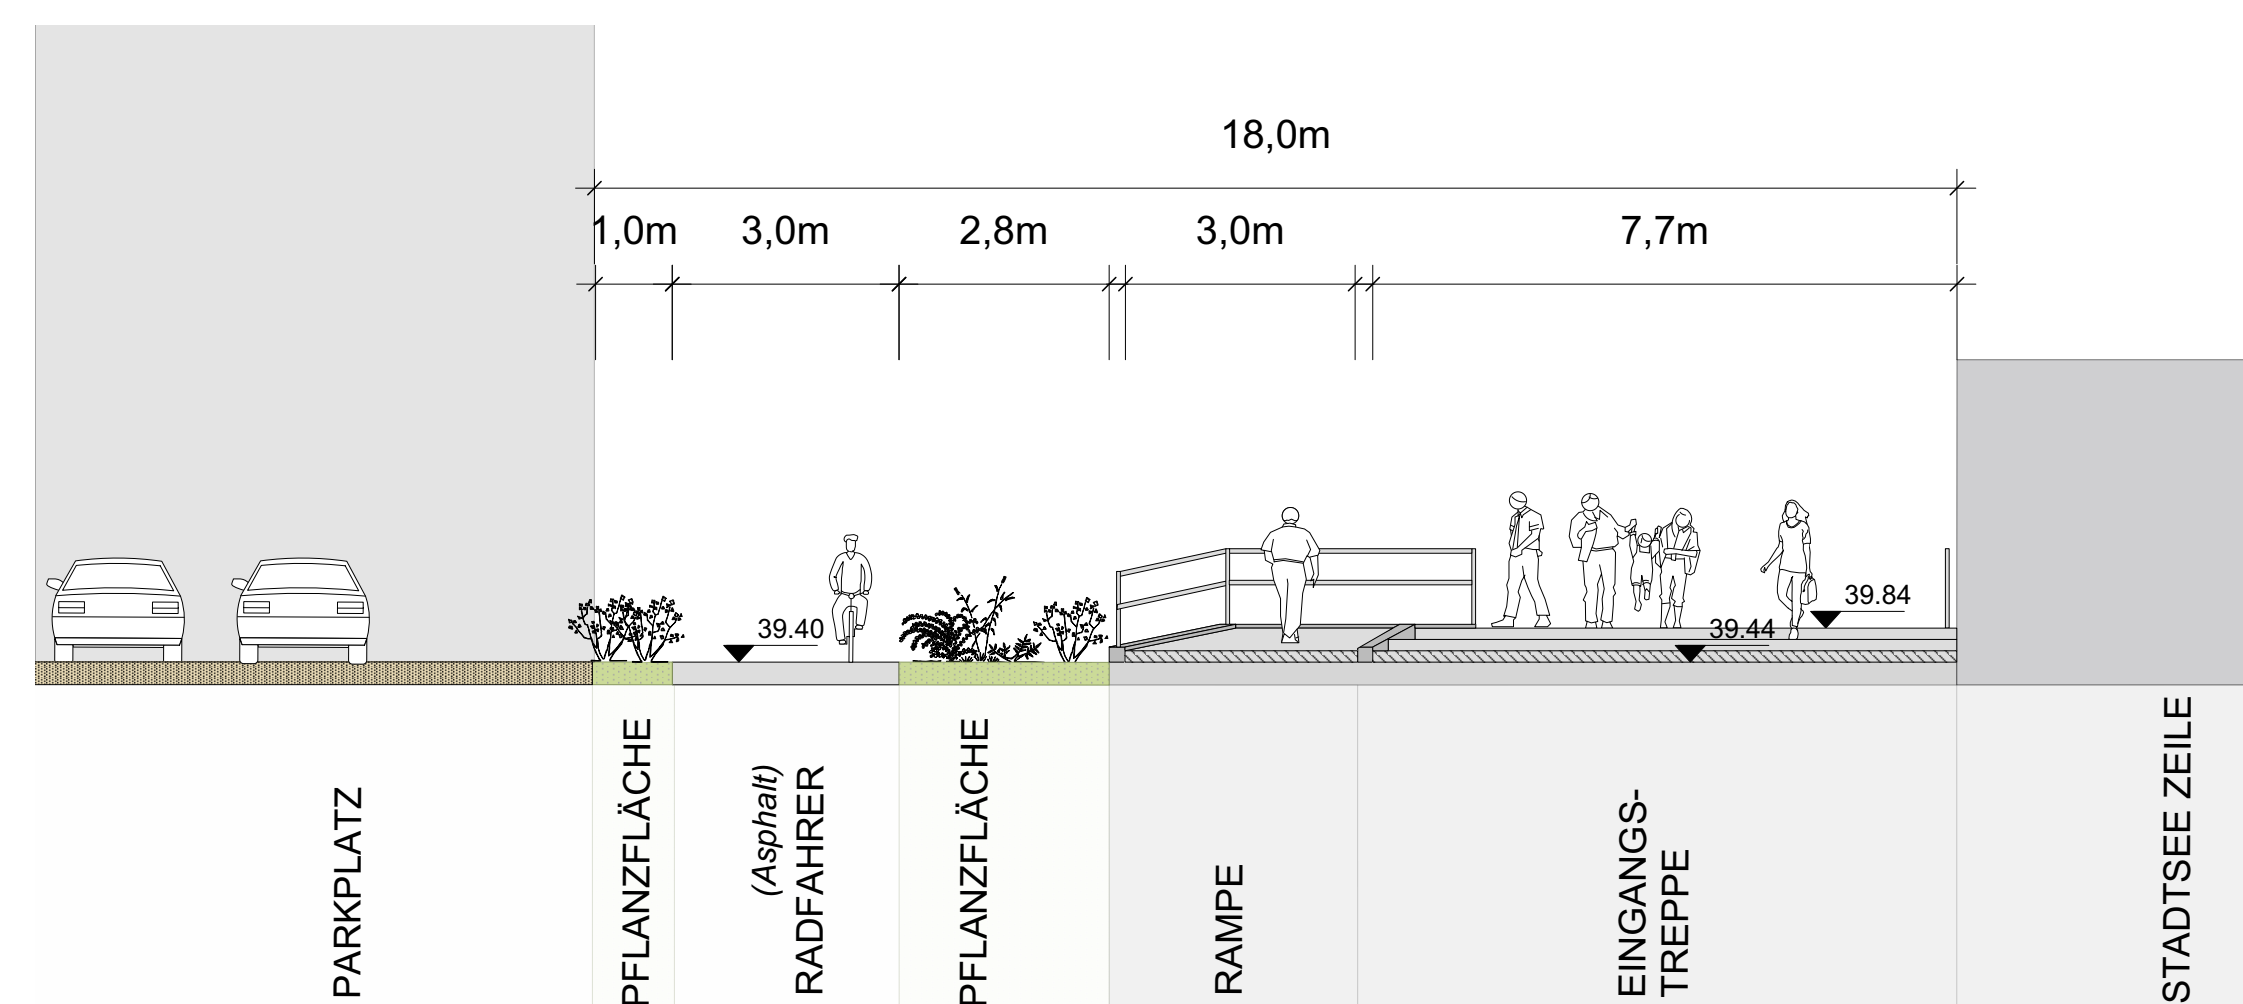 18,0m
1,0m
3,0m
2,8m
3,0m
7,7m
39.40
39.84
39.44
PARKPLATZ
PFLANZFLÄCHE
(Asphalt)
RADFAHRER
PFLANZFLÄCHE
RAMPE
EINGANGS-
TREPPE
STADTSEE ZEILE